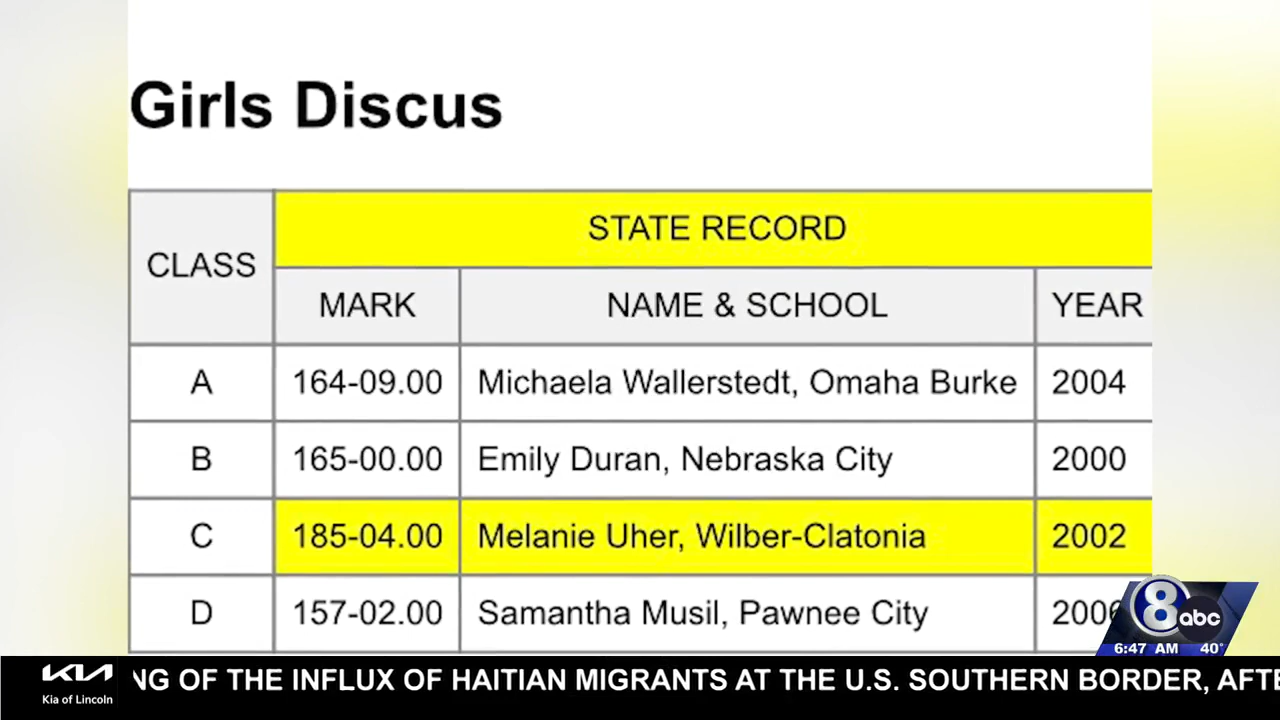 Girls Discus
STATE RECORD
CLASS
MARK NAME & SCHOOL YEAR
A 164-09.00 Michaela Wallerstedt, Omaha Burke 2004
B 165-00.00 Emily Duran, Nebraska City 2000
C 185-04.00 Melanie Uher, Wilber-Clatonia 2002
D 157-02.00 Samantha Musil, Pawnee City 2006
8 abc
6:47 AM 40°
KIA
Kia of Lincoln
NG OF THE INFLUX OF HAITIAN MIGRANTS AT THE U.S. SOUTHERN BORDER, AFTE